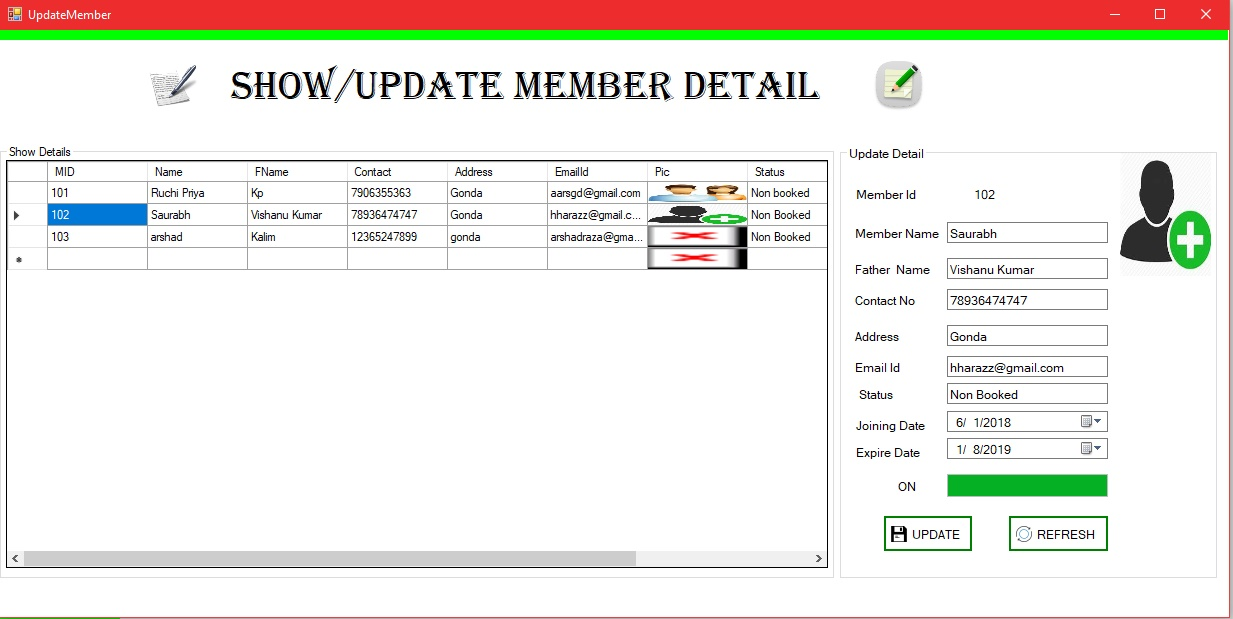 UpdateMember
SHOW/UPDATE MEMBER DETAIL
Show Details
MID Name FName Contact Address EmailId Pic Status
101 Ruchi Priya Kp 7906355363 Gonda aarsgd@gmail.com Non booked
102 Saurabh Vishanu Kumar 78936474747 Gonda hharazz@gmail.c... Non Booked
103 arshad Kalim 12365247899 gonda arshadraza@gma... Non Booked
Update Detail
Member Id 102
Member Name Saurabh
Father Name Vishanu Kumar
Contact No 78936474747
Address Gonda
Email Id hharazz@gmail.com
Status Non Booked
Joining Date 6/ 1/2018
Expire Date 1/ 8/2019
ON
UPDATE REFRESH